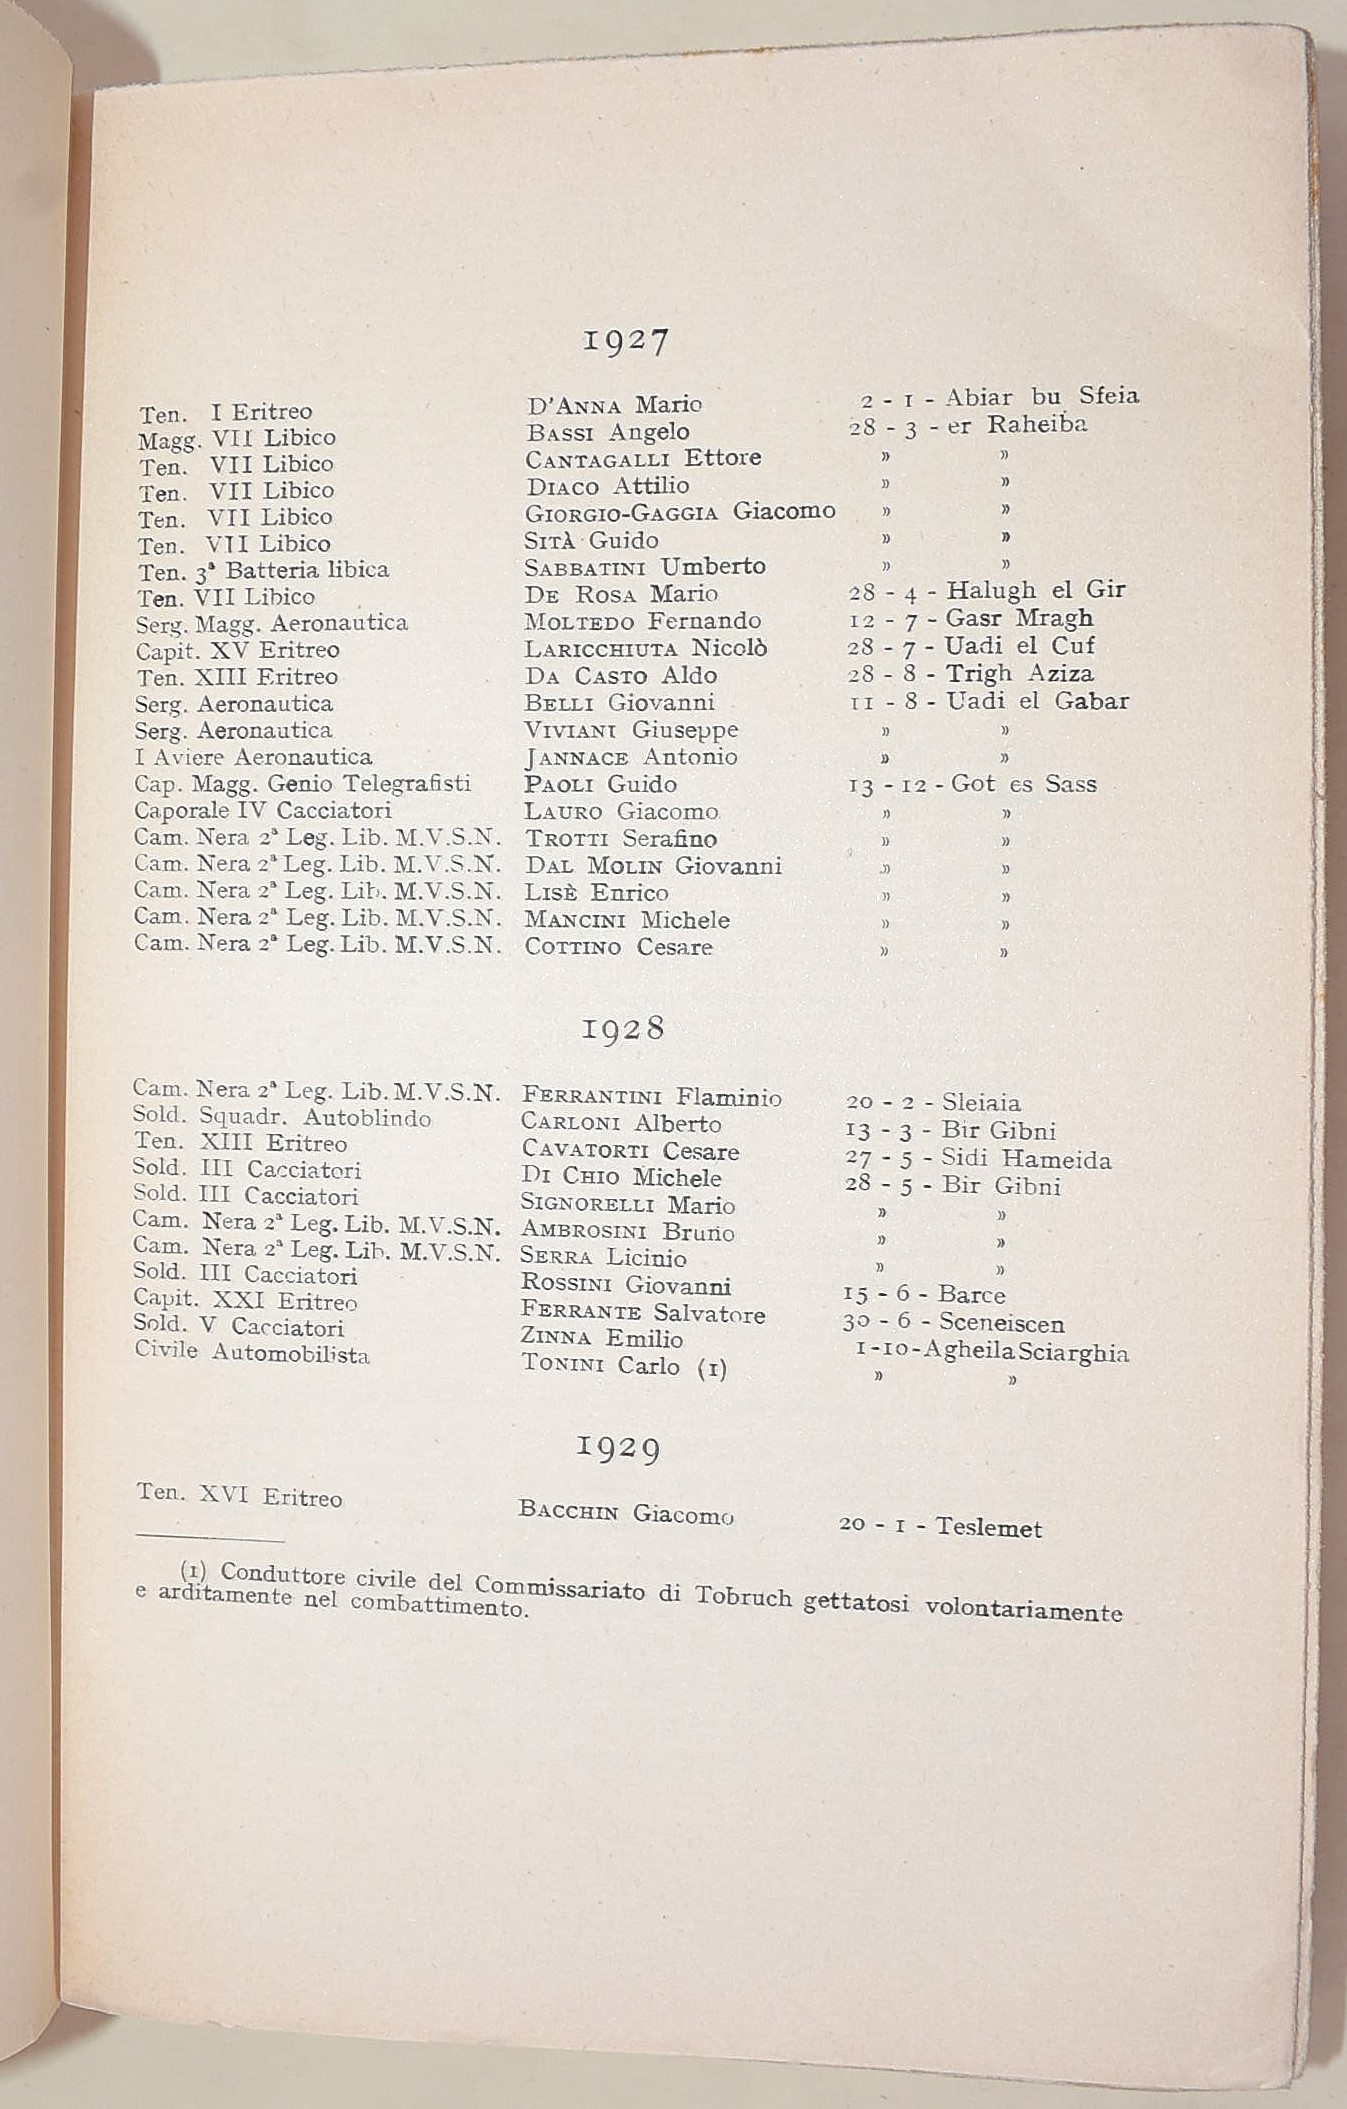 1927
Ten. I Eritreo D'ANNA Mario 2 - 1 - Abiar bu Sfeia
Magg. VII Libico BASSI Angelo 28 - 3 - er Raheiba
Ten. VII Libico CANTAGALLI Ettore » »
Ten. VII Libico DIACO Attilio » »
Ten. VII Libico GIORGIO-GAGGIA Giacomo » »
Ten. VII Libico SITÀ Guido » »
Ten. 3ª Batteria libica SABBATINI Umberto » »
Ten. VII Libico DE ROSA Mario 28 - 4 - Halugh el Gir
Serg. Magg. Aeronautica MOLTEDO Fernando 12 - 7 - Gasr Mragh
Capit. XV Eritreo LARICCHIUTA Nicolò 28 - 7 - Uadi el Cuf
Ten. XIII Eritreo DA CASTO Aldo 28 - 8 - Trigh Aziza
Serg. Aeronautica BELLI Giovanni 11 - 8 - Uadi el Gabar
Serg. Aeronautica VIVIANI Giuseppe » »
I Aviere Aeronautica JANNACE Antonio » »
Cap. Magg. Genio Telegrafisti PAOLI Guido 13 - 12 - Got es Sass
Caporale IV Cacciatori LAURO Giacomo » »
Cam. Nera 2ª Leg. Lib. M.V.S.N. TROTTI Serafino » »
Cam. Nera 2ª Leg. Lib. M.V.S.N. DAL MOLIN Giovanni » »
Cam. Nera 2ª Leg. Lib. M.V.S.N. LISÈ Enrico » »
Cam. Nera 2ª Leg. Lib. M.V.S.N. MANCINI Michele » »
Cam. Nera 2ª Leg. Lib. M.V.S.N. COTTINO Cesare » »
1928
Cam. Nera 2ª Leg. Lib. M.V.S.N. FERRANTINI Flaminio 20 - 2 - Sleiaia
Sold. Squadr. Autoblindo CARLONI Alberto 13 - 3 - Bir Gibni
Ten. XIII Eritreo CAVATORTI Cesare 27 - 5 - Sidi Hameida
Sold. III Cacciatori DI CHIO Michele 28 - 5 - Bir Gibni
Sold. III Cacciatori SIGNORELLI Mario » »
Cam. Nera 2ª Leg. Lib. M.V.S.N. AMBROSINI Bruno » »
Cam. Nera 2ª Leg. Lib. M.V.S.N. SERRA Licinio » »
Sold. III Cacciatori ROSSINI Giovanni 15 - 6 - Barce
Capit. XXI Eritreo FERRANTE Salvatore 30 - 6 - Sceneiscen
Sold. V Cacciatori ZINNA Emilio 1-10-Agheila Sciarghia
Civile Automobilista TONINI Carlo (1) » »
1929
Ten. XVI Eritreo BACCHIN Giacomo 20 - 1 - Teslemet
(1) Conduttore civile del Commissariato di Tobruch gettatosi volontariamente
e arditamente nel combattimento.